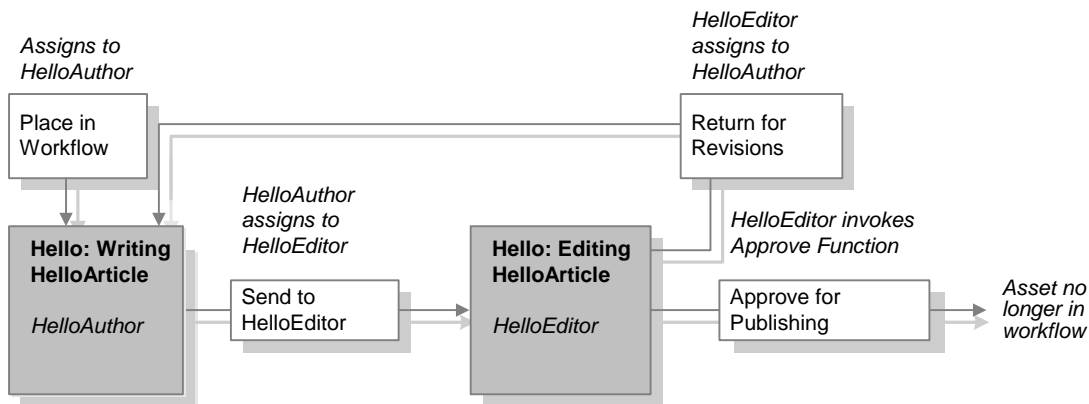 Assigns to
HelloAuthor
Place in
Workflow
HelloEditor
assigns to
HelloAuthor
Return for
Revisions
HelloAuthor
assigns to
HelloEditor
HelloEditor invokes
Approve Function
Hello: Writing
HelloArticle
HelloAuthor
Send to
HelloEditor
Hello: Editing
HelloArticle
HelloEditor
Approve for
Publishing
Asset no
longer in
workflow